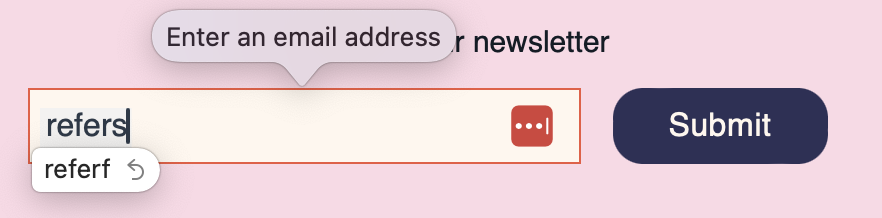 Enter an email address
r newsletter
refers
Submit
referf